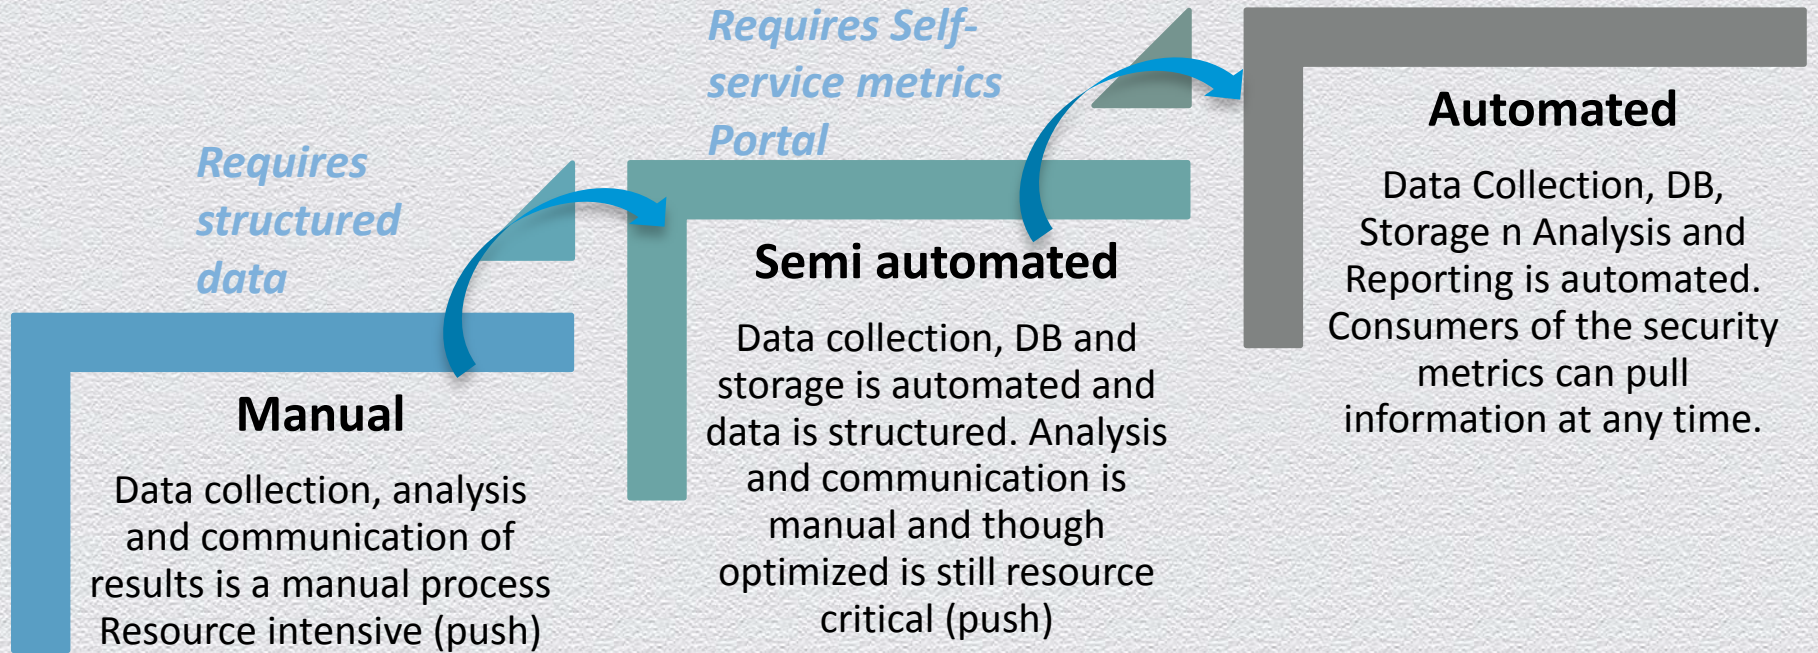 Requires
structured
data
Manual
Data collection, analysis
and communication of
results is a manual process
Resource intensive (push)
Requires Self-
service metrics
Portal
Semi automated
Data collection, DB and
storage is automated and
data is structured. Analysis
and communication is
manual and though
optimized is still resource
critical (push)
Automated
Data Collection, DB,
Storage n Analysis and
Reporting is automated.
Consumers of the security
metrics can pull
information at any time.